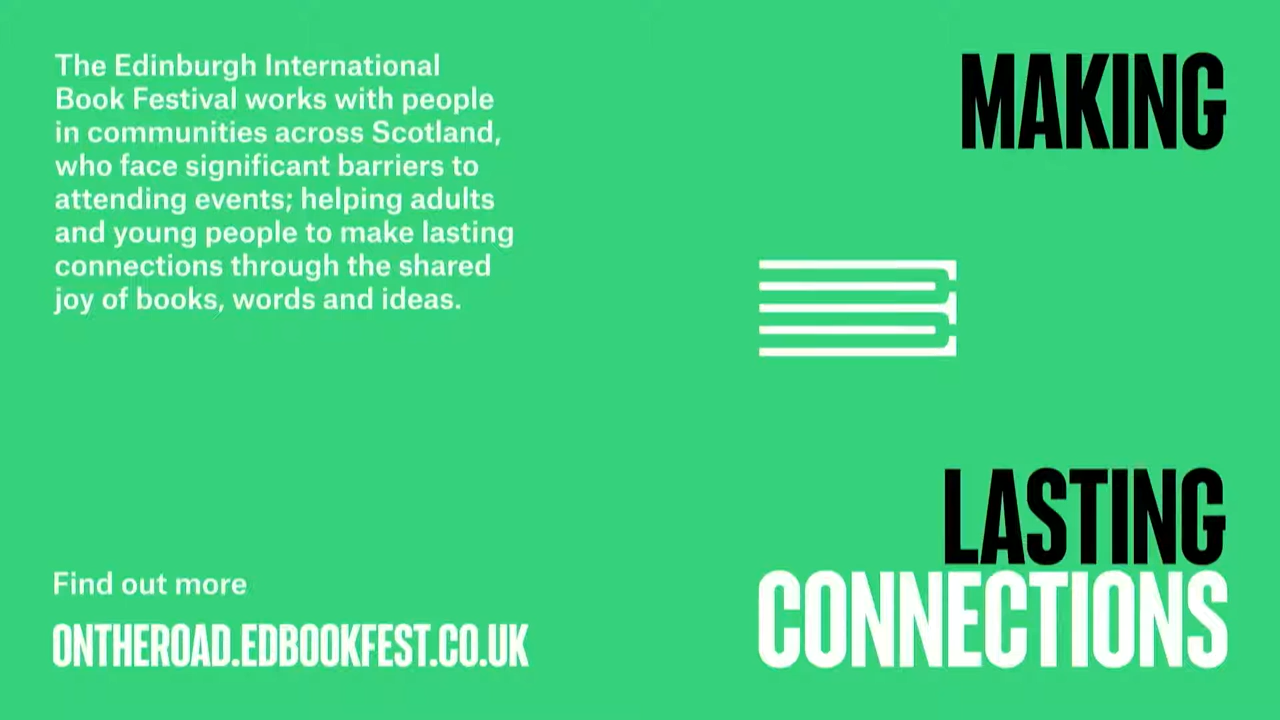 The Edinburgh International
Book Festival works with people
in communities across Scotland,
who face significant barriers to
attending events; helping adults
and young people to make lasting
connections through the shared
joy of books, words and ideas.
Find out more
ONTHEROAD.EDBOOKFEST.CO.UK
MAKING
LASTING
CONNECTIONS